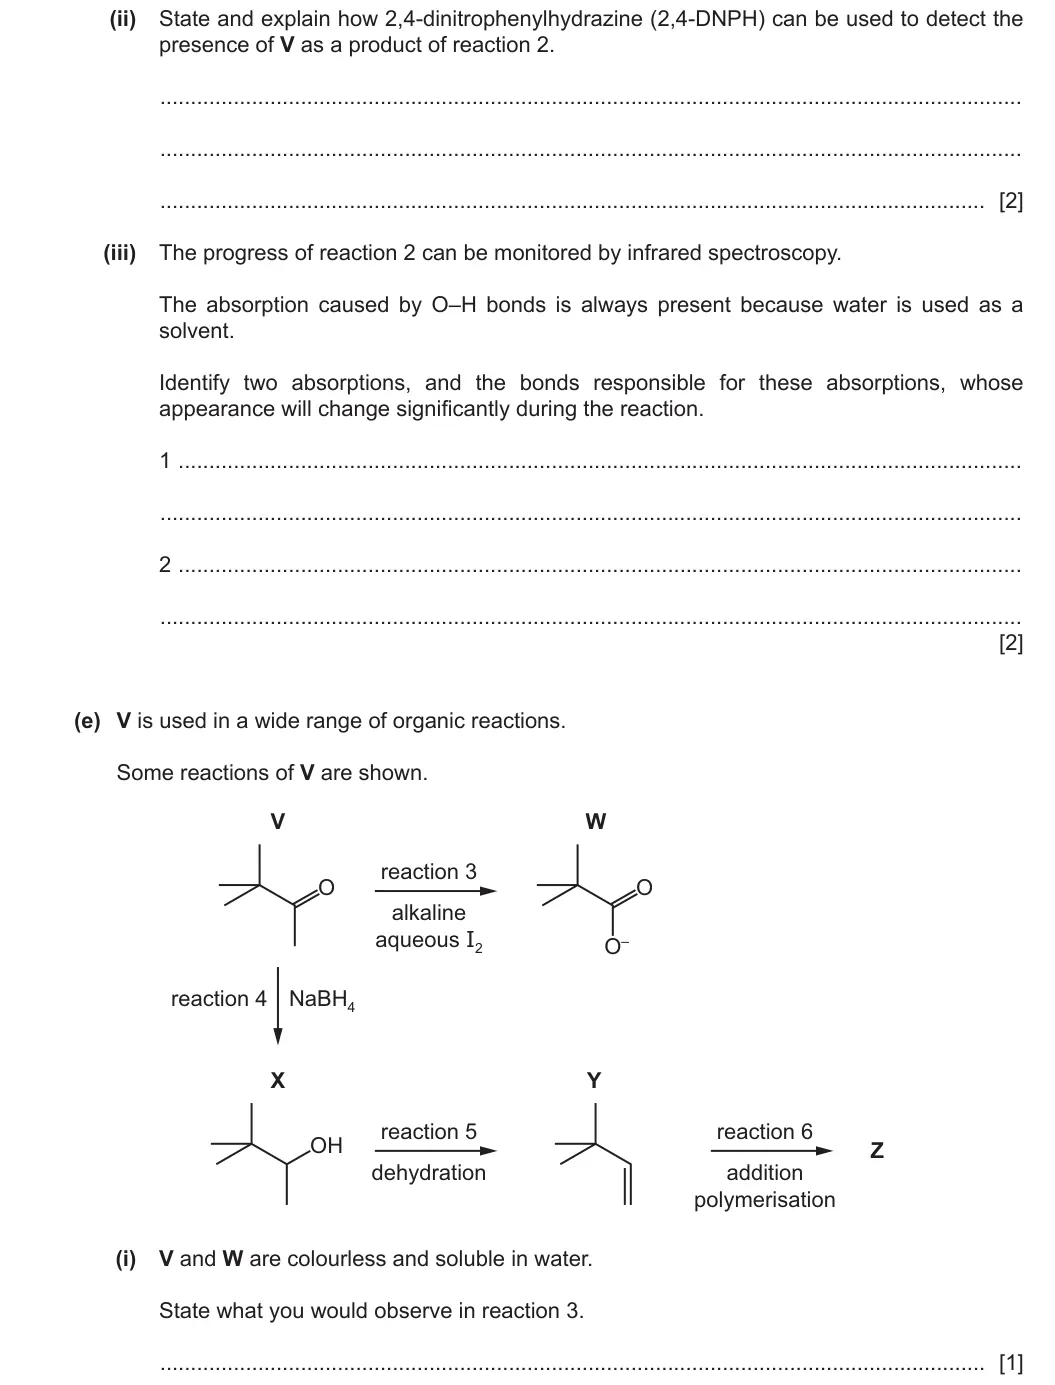 (ii) State and explain how 2,4-dinitrophenylhydrazine (2,4-DNPH) can be used to detect the
presence of V as a product of reaction 2.
..........
..........
.......... [2]
(iii) The progress of reaction 2 can be monitored by infrared spectroscopy.
The absorption caused by O–H bonds is always present because water is used as a
solvent.
Identify two absorptions, and the bonds responsible for these absorptions, whose
appearance will change significantly during the reaction.
1 ..........
..........
2 ..........
..........
[2]
(e) V is used in a wide range of organic reactions.
Some reactions of V are shown.
V W
reaction 3
O O
alkaline
aqueous I₂
O⁻
reaction 4 NaBH₄
X Y
reaction 5 reaction 6
OH Z
dehydration addition
polymerisation
(i) V and W are colourless and soluble in water.
State what you would observe in reaction 3.
.......... [1]